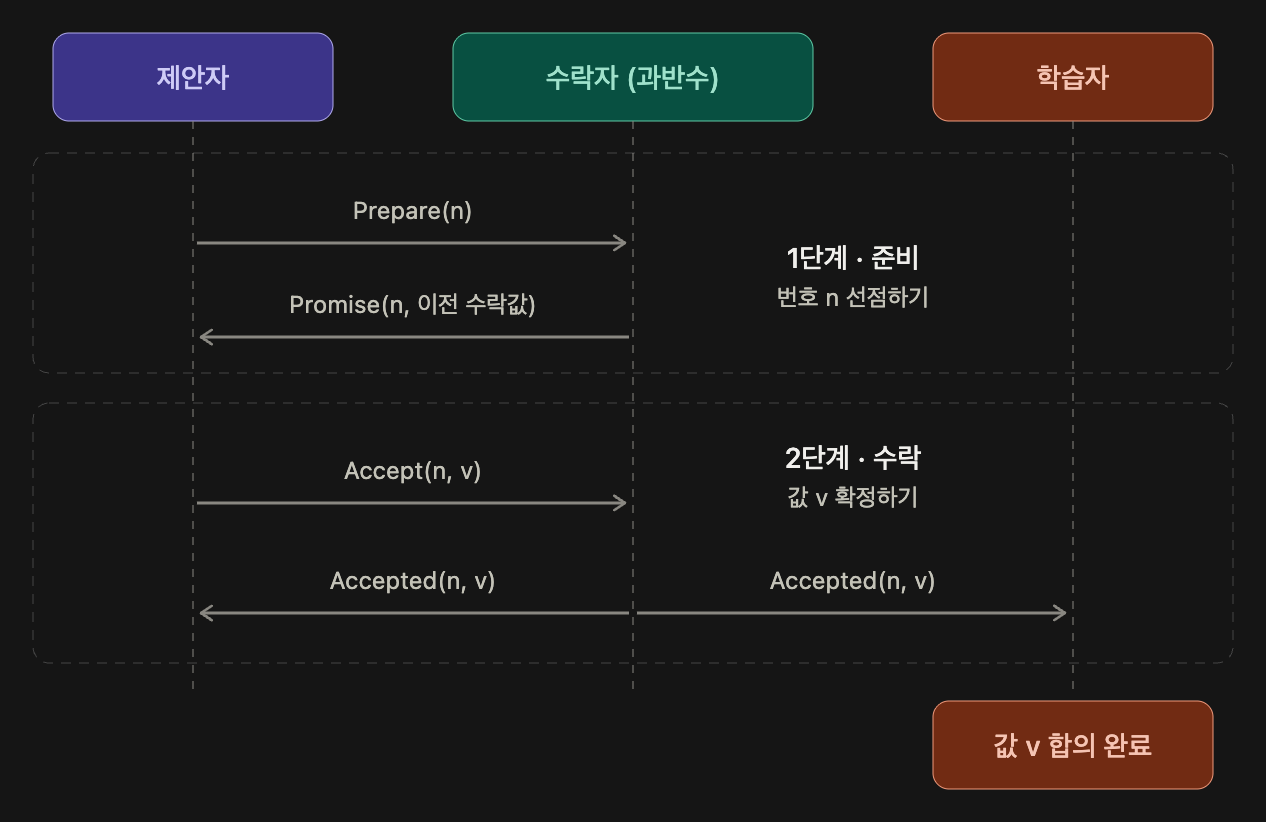 제안자
수락자 (과반수)
학습자
Prepare(n)
1단계 · 준비
번호 n 선점하기
Promise(n, 이전 수락값)
2단계 · 수락
Accept(n, v)
값 v 확정하기
Accepted(n, v)
Accepted(n, v)
값 v 합의 완료